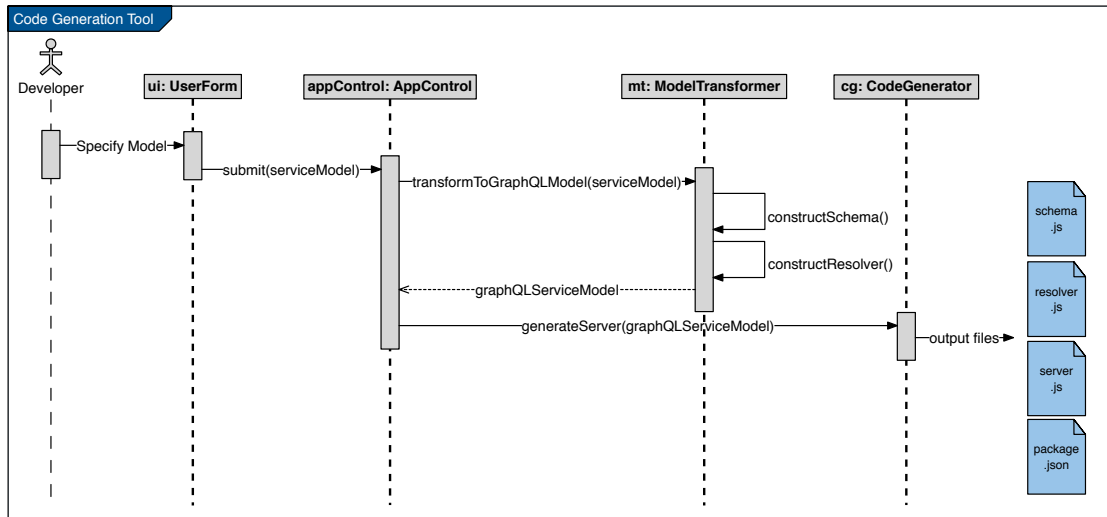 Code Generation Tool
Developer
ui: UserForm
appControl: AppControl
mt: ModelTransformer
cg: CodeGenerator
Specify Model
submit(serviceModel)
transformToGraphQLModel(serviceModel)
constructSchema()
constructResolver()
graphQLServiceModel
generateServer(graphQLServiceModel)
output files
schema
.js
resolver
.js
server
.js
package
.json